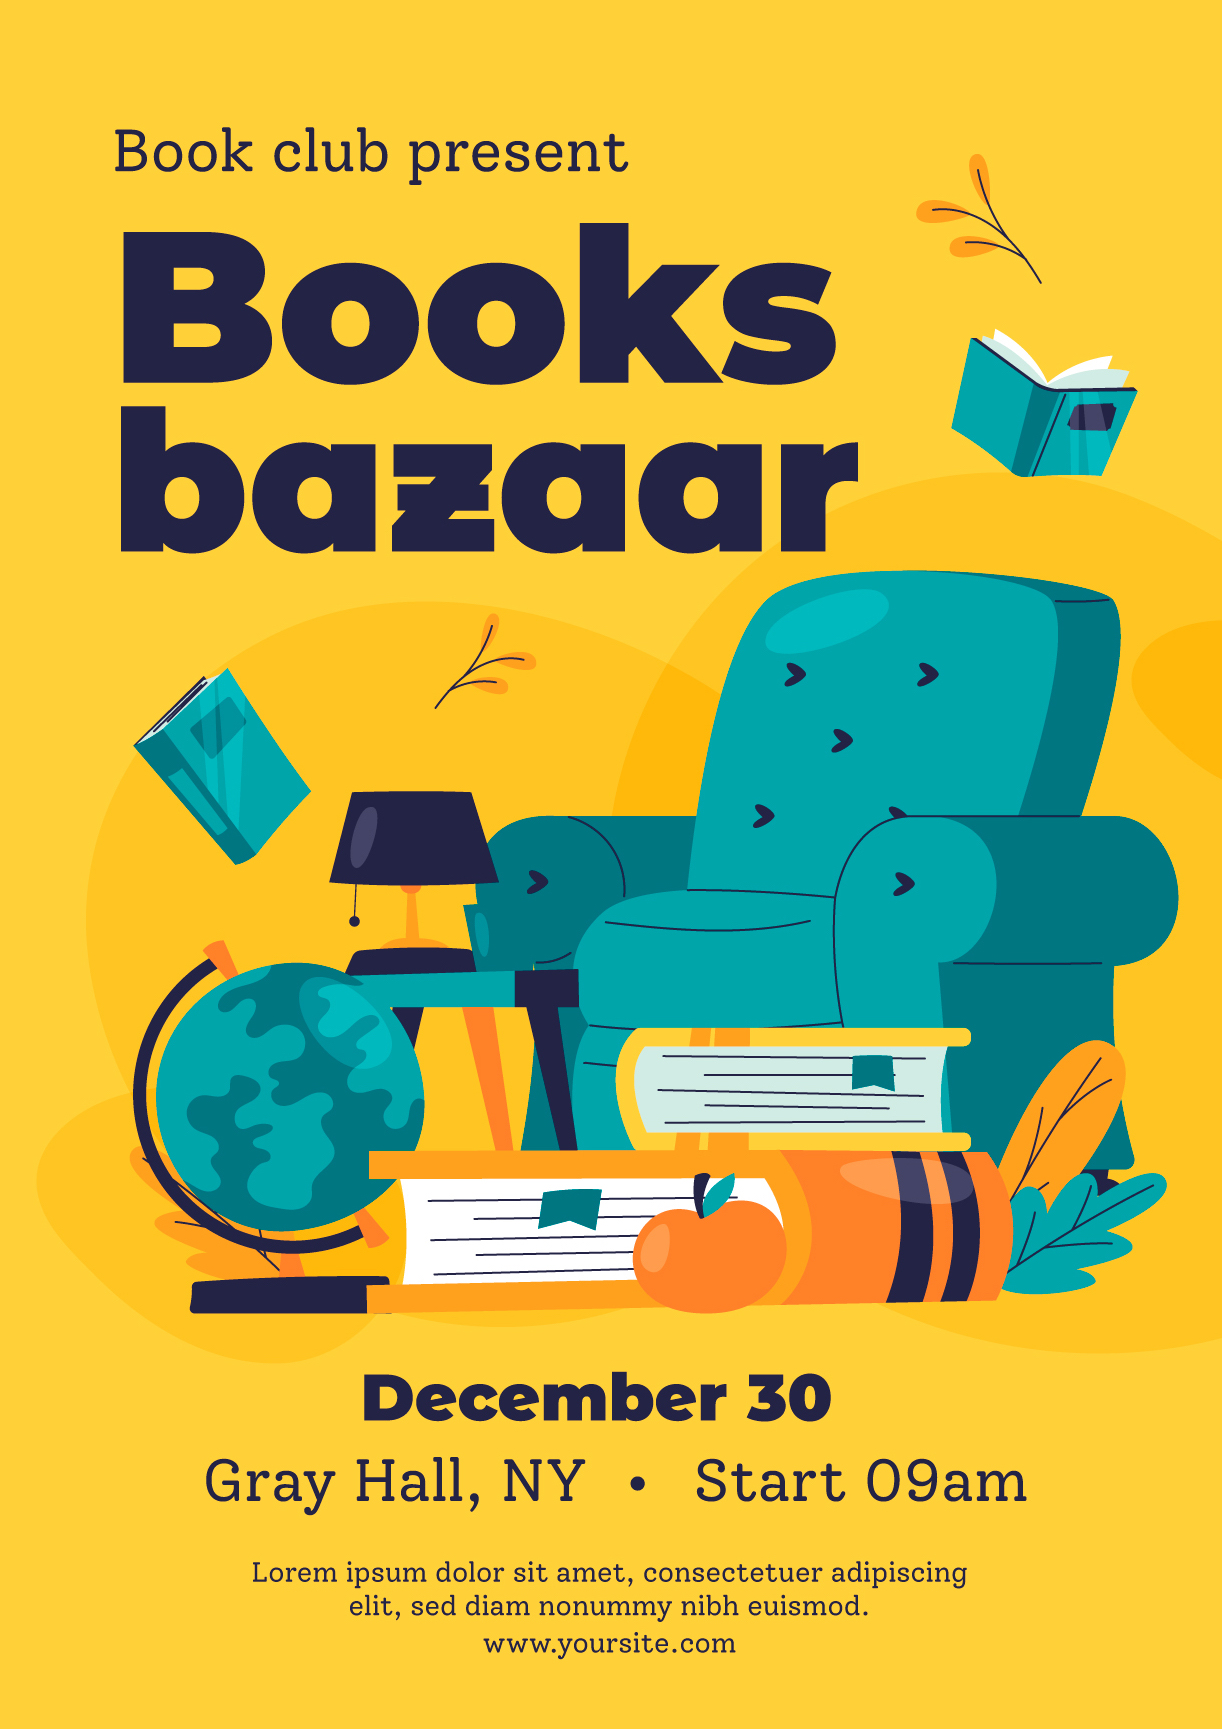 Book club present
Books
bazaar
December 30
Gray Hall, NY • Start 09am
Lorem ipsum dolor sit amet, consectetuer adipiscing
elit, sed diam nonummy nibh euismod.
www.yoursite.com